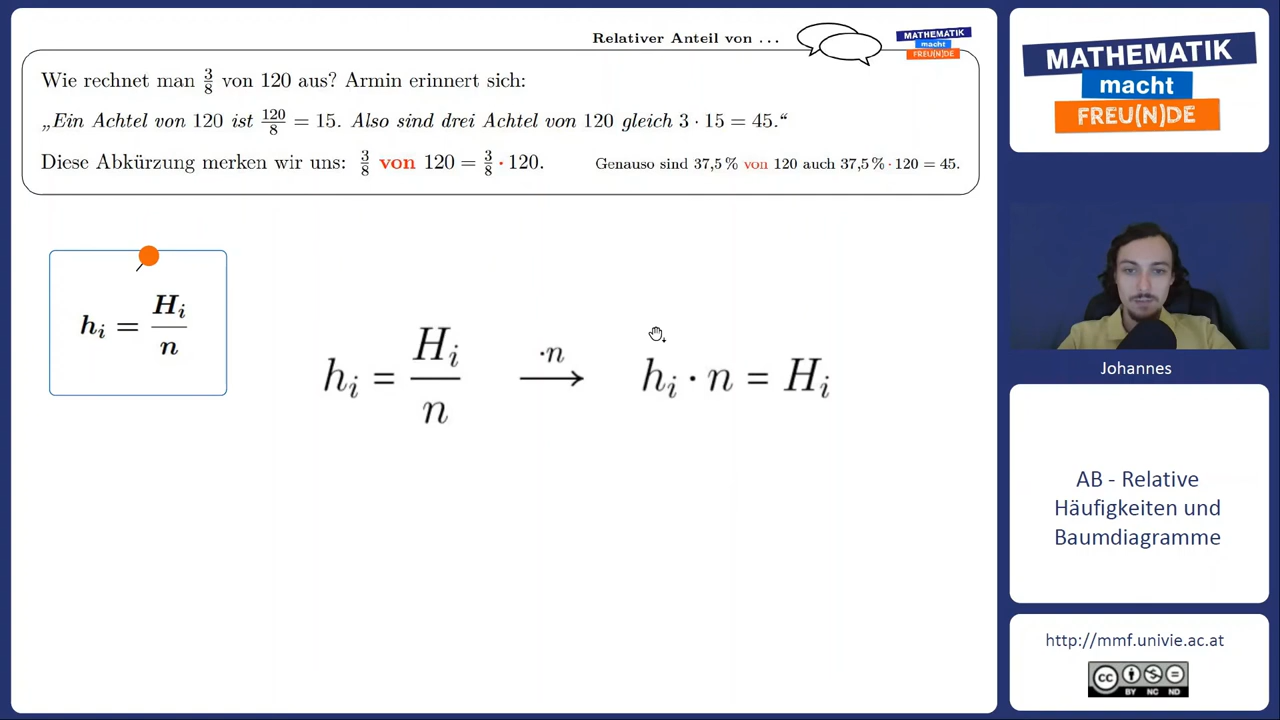 Relativer Anteil von ...
MATHEMATIK
macht
FREU(N)DE
Wie rechnet man 3/8 von 120 aus? Armin erinnert sich:
„Ein Achtel von 120 ist 120/8 = 15. Also sind drei Achtel von 120 gleich 3 · 15 = 45.“
Diese Abkürzung merken wir uns: 3/8 von 120 = 3/8 · 120.
Genauso sind 37,5 % von 120 auch 37,5 % · 120 = 45.
h_i = H_i/n
h_i = H_i/n ·n → h_i · n = H_i
MATHEMATIK
macht
FREU(N)DE
Johannes
AB - Relative
Häufigkeiten und
Baumdiagramme
http://mmf.univie.ac.at
CC BY NC ND